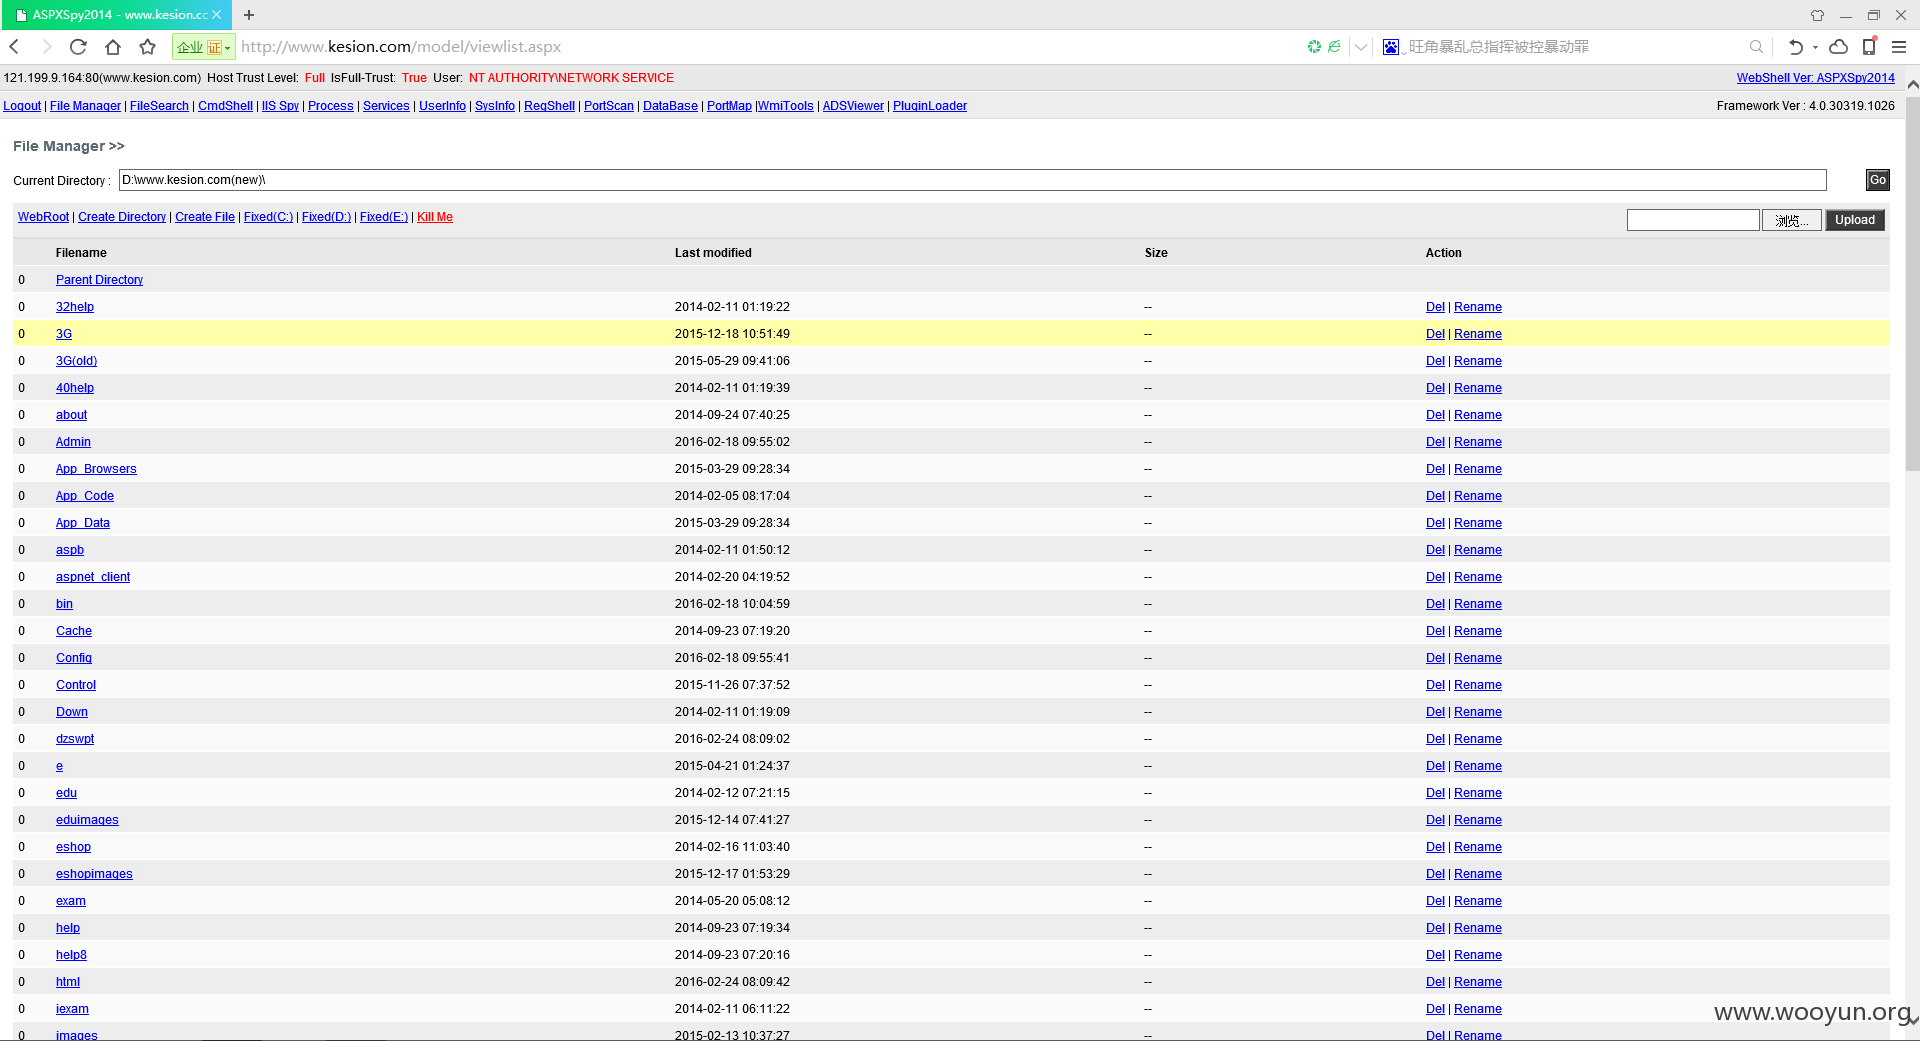 ASPXSpy2014 - www.kesion.cc
企业 证 http://www.kesion.com/model/viewlist.aspx 旺角暴乱总指挥被控暴动罪
121.199.9.164:80(www.kesion.com) Host Trust Level: Full IsFull-Trust: True User: NT AUTHORITY\NETWORK SERVICE WebShell Ver: ASPXSpy2014
Logout | File Manager | FileSearch | CmdShell | IIS Spy | Process | Services | UserInfo | SysInfo | RegShell | PortScan | DataBase | PortMap |WmiTools | ADSViewer | PluginLoader Framework Ver : 4.0.30319.1026
File Manager >>
Current Directory : D:\www.kesion.com(new)\ Go
WebRoot | Create Directory | Create File | Fixed(C:) | Fixed(D:) | Fixed(E:) | Kill Me 浏览... Upload
Filename Last modified Size Action
0 Parent Directory
0 32help 2014-02-11 01:19:22 -- Del | Rename
0 3G 2015-12-18 10:51:49 -- Del | Rename
0 3G(old) 2015-05-29 09:41:06 -- Del | Rename
0 40help 2014-02-11 01:19:39 -- Del | Rename
0 about 2014-09-24 07:40:25 -- Del | Rename
0 Admin 2016-02-18 09:55:02 -- Del | Rename
0 App_Browsers 2015-03-29 09:28:34 -- Del | Rename
0 App_Code 2014-02-05 08:17:04 -- Del | Rename
0 App_Data 2015-03-29 09:28:34 -- Del | Rename
0 aspb 2014-02-11 01:50:12 -- Del | Rename
0 aspnet_client 2014-02-20 04:19:52 -- Del | Rename
0 bin 2016-02-18 10:04:59 -- Del | Rename
0 Cache 2014-09-23 07:19:20 -- Del | Rename
0 Config 2016-02-18 09:55:41 -- Del | Rename
0 Control 2015-11-26 07:37:52 -- Del | Rename
0 Down 2014-02-11 01:19:09 -- Del | Rename
0 dzswpt 2016-02-24 08:09:02 -- Del | Rename
0 e 2015-04-21 01:24:37 -- Del | Rename
0 edu 2014-02-12 07:21:15 -- Del | Rename
0 eduimages 2015-12-14 07:41:27 -- Del | Rename
0 eshop 2014-02-16 11:03:40 -- Del | Rename
0 eshopimages 2015-12-17 01:53:29 -- Del | Rename
0 exam 2014-05-20 05:08:12 -- Del | Rename
0 help 2014-09-23 07:19:34 -- Del | Rename
0 help8 2014-09-23 07:20:16 -- Del | Rename
0 html 2016-02-24 08:09:42 -- Del | Rename
0 iexam 2014-02-11 06:11:22 -- Del | Rename
0 images 2015-02-13 10:37:27 -- Del | Rename
www.wooyun.org